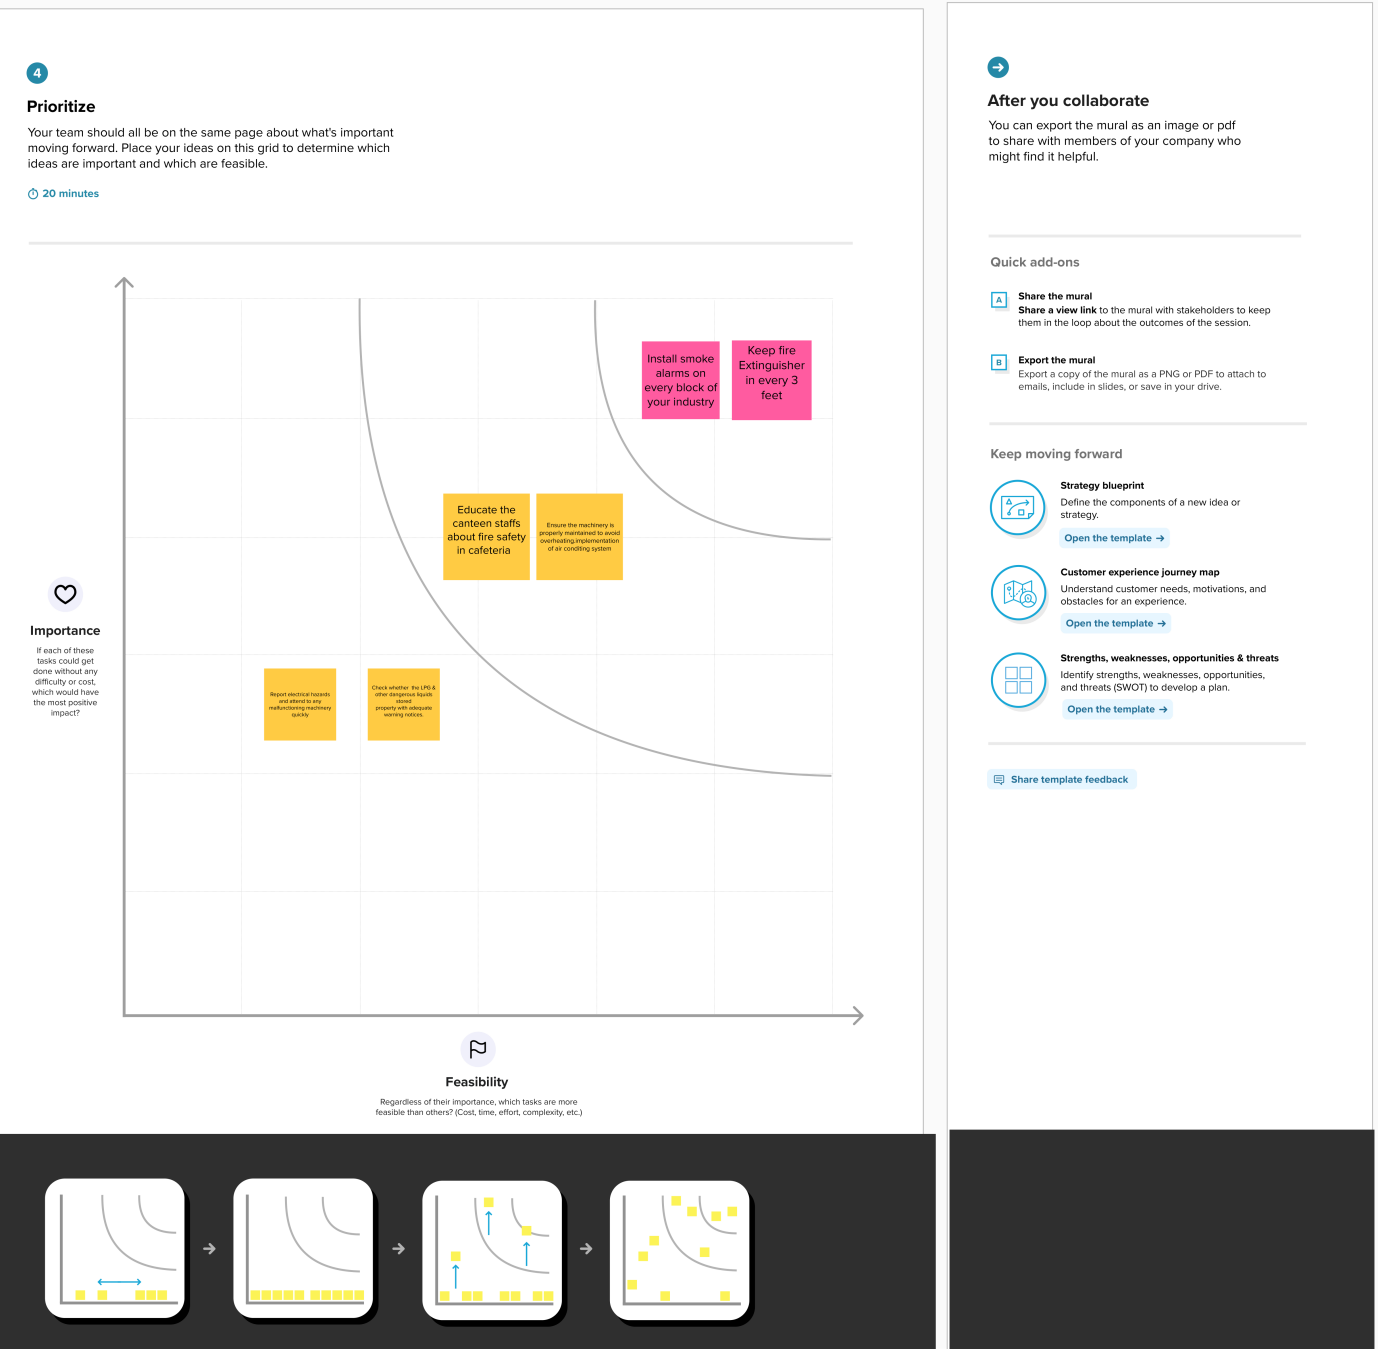 4
Prioritize
Your team should all be on the same page about what's important
moving forward. Place your ideas on this grid to determine which
ideas are important and which are feasible.
20 minutes
Install smoke
alarms on
every block of
your industry
Keep fire
Extinguisher
in every 3
feet
Educate the
canteen staffs
about fire safety
in cafeteria
Ensure the machinery is
properly maintained to avoid
overheating.implementation
of air conditing system
Importance
If each of these
tasks could get
done without any
difficulty or cost,
which would have
the most positive
impact?
Report electrical hazards
and attend to any
malfunctioning machinery
quickly
Check whether the LPG &
other dangerous liquids
stored
property with adequate
warning notices.
Feasibility
Regardless of their importance, which tasks are more
feasible than others? (Cost, time, effort, complexity, etc.)
After you collaborate
You can export the mural as an image or pdf
to share with members of your company who
might find it helpful.
Quick add-ons
A
Share the mural
Share a view link to the mural with stakeholders to keep
them in the loop about the outcomes of the session.
B
Export the mural
Export a copy of the mural as a PNG or PDF to attach to
emails, include in slides, or save in your drive.
Keep moving forward
Strategy blueprint
Define the components of a new idea or
strategy.
Open the template →
Customer experience journey map
Understand customer needs, motivations, and
obstacles for an experience.
Open the template →
Strengths, weaknesses, opportunities & threats
Identify strengths, weaknesses, opportunities,
and threats (SWOT) to develop a plan.
Open the template →
Share template feedback